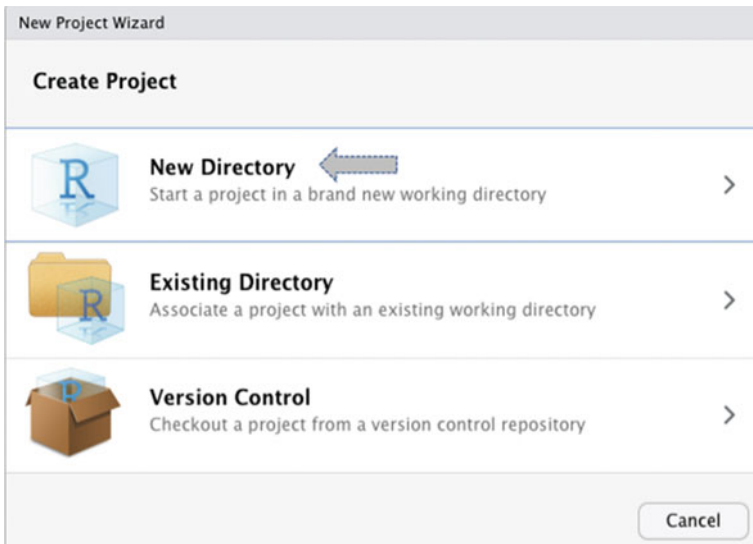 New Project Wizard
Create Project
R
New Directory
Start a project in a brand new working directory
R
Existing Directory
Associate a project with an existing working directory
R
Version Control
Checkout a project from a version control repository
Cancel